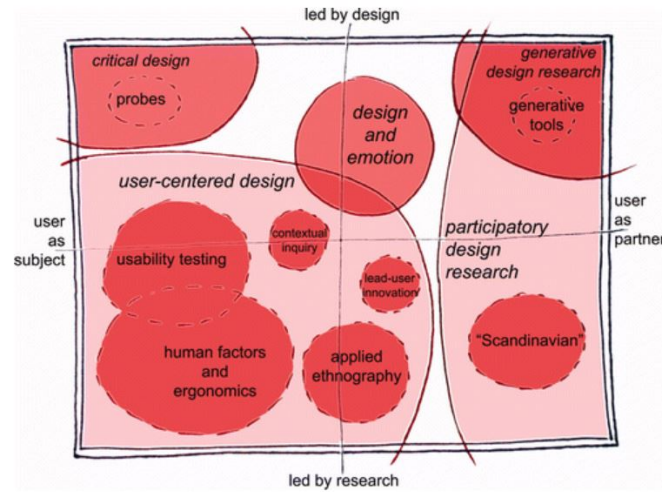 led by design
critical design
probes
design
and
emotion
generative
design research
generative
tools
user-centered design
user
as
subject
usability testing
contextual
inquiry
participatory
design
research
user
as
partner
lead-user
innovation
human factors
and
ergonomics
applied
ethnography
"Scandinavian"
led by research